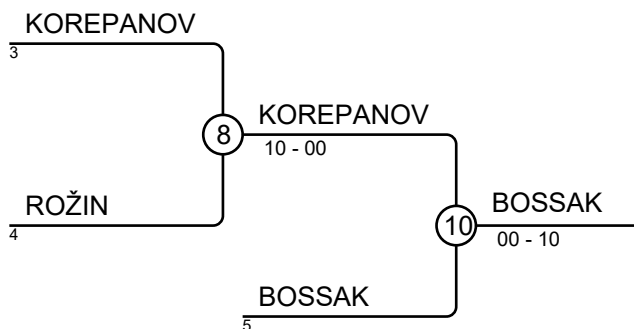 KOREPANOV
3
8
KOREPANOV
10 - 00
ROŽIN
4
10
BOSSAK
00 - 10
BOSSAK
5